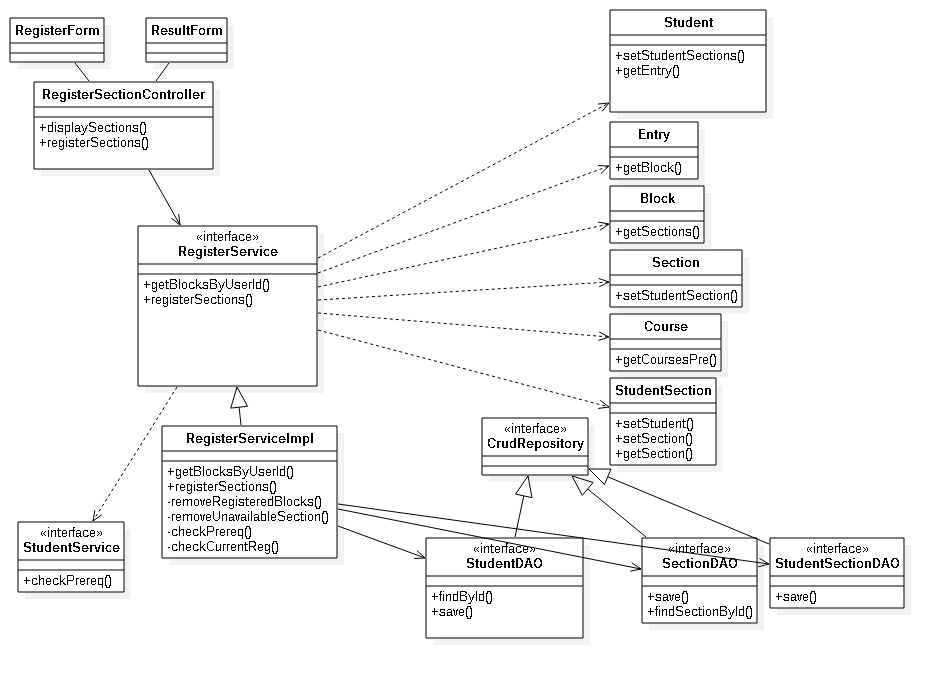 RegisterForm
ResultForm
RegisterSectionController
+displaySections()
+registerSections()
«interface»
RegisterService
+getBlocksByUserId()
+registerSections()
RegisterServiceImpl
+getBlocksByUserId()
+registerSections()
-removeRegisteredBlocks()
-removeUnavailableSection()
-checkPrereq()
-checkCurrentReg()
«interface»
StudentService
+checkPrereq()
Student
+setStudentSections()
+getEntry()
Entry
+getBlock()
Block
+getSections()
Section
+setStudentSection()
Course
+getCoursesPre()
StudentSection
+setStudent()
+setSection()
+getSection()
«interface»
CrudRepository
«interface»
StudentDAO
+findById()
+save()
«interface»
SectionDAO
+save()
+findSectionById()
«interface»
StudentSectionDAO
+save()